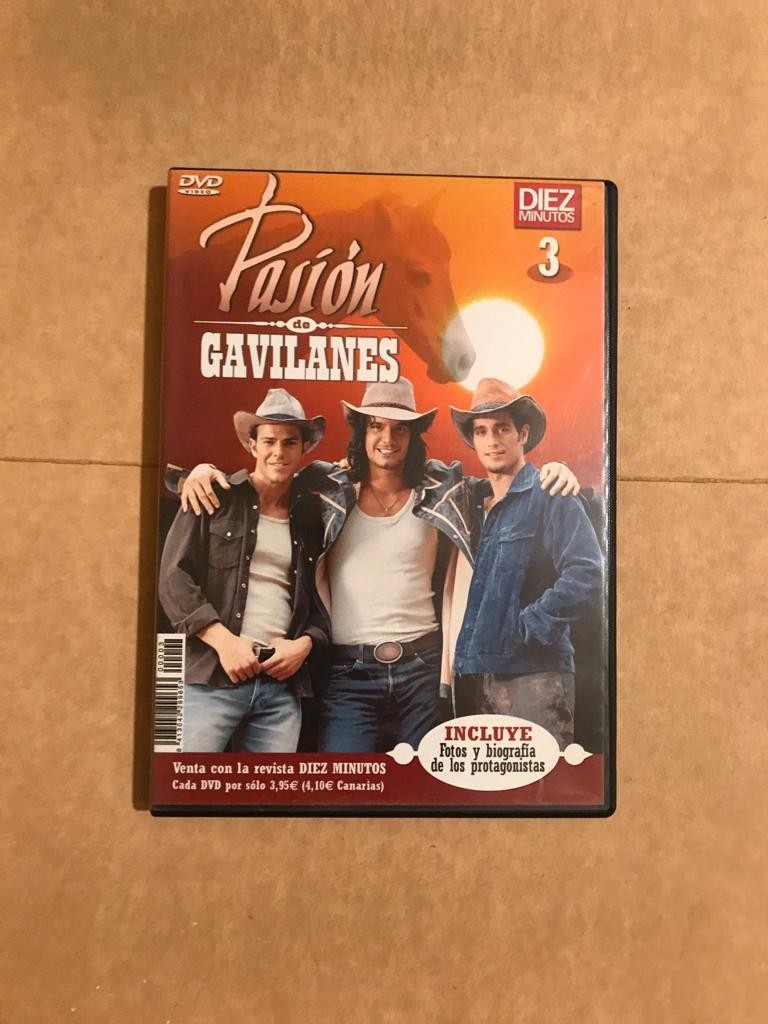 DVD
VIDEO
DIEZ
MINUTOS
3
Pasión
de
GAVILANES
00003
INCLUYE
Fotos y biografía
de los protagonistas
Venta con la revista DIEZ MINUTOS
Cada DVD por sólo 3,95€ (4,10€ Canarias)